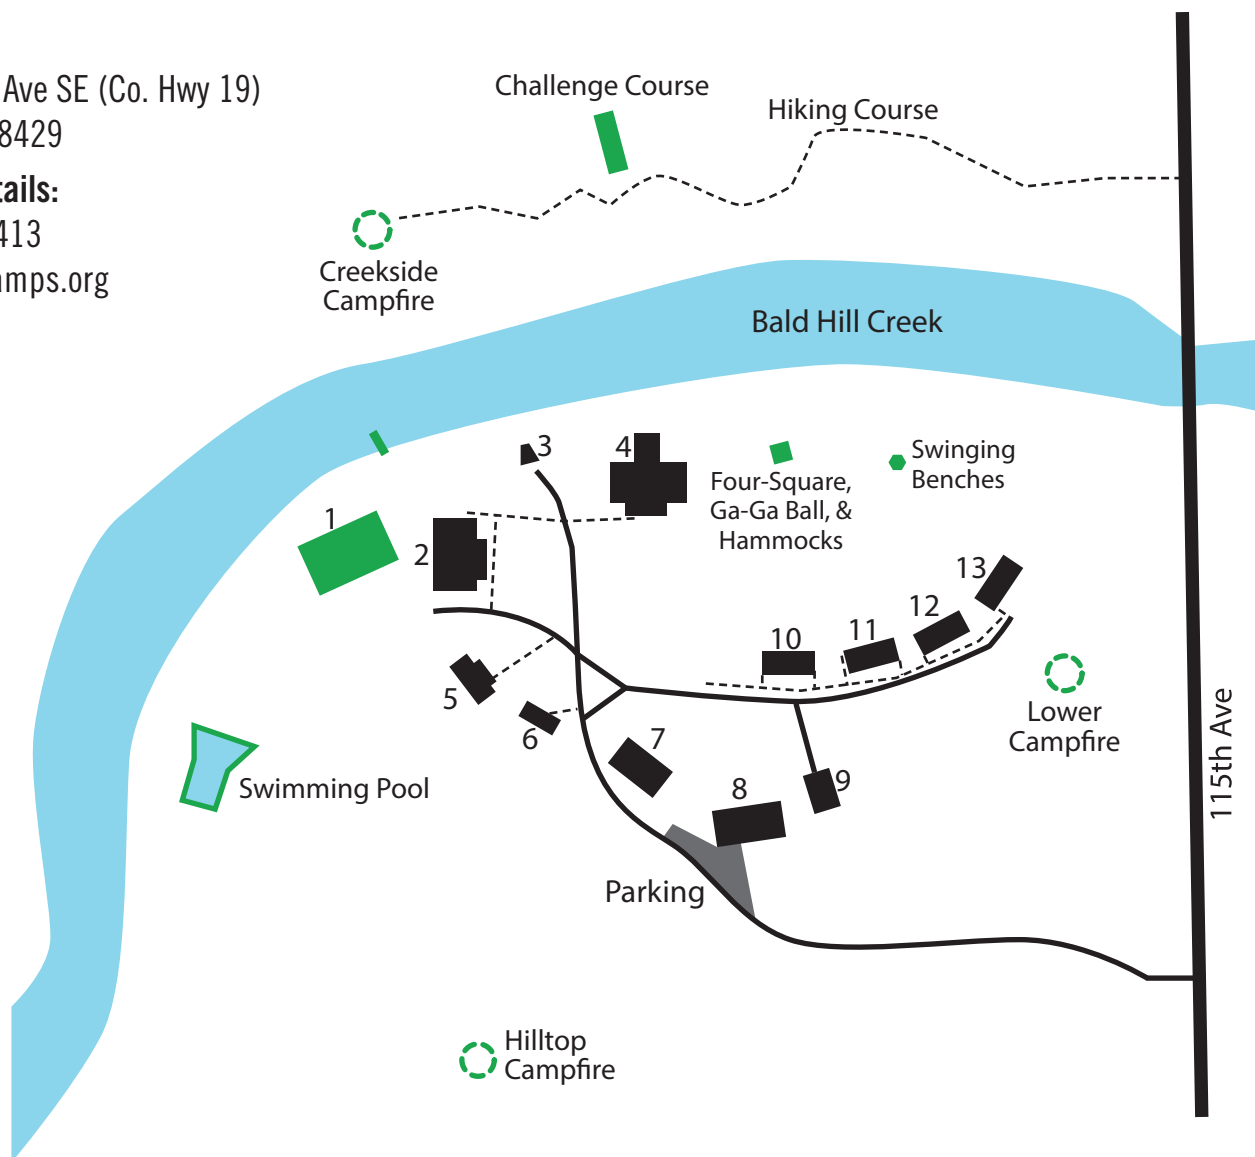 Ave SE (Co. Hwy 19)
8429
tails:
413
amps.org
Challenge Course
Hiking Course
Creekside
Campfire
Bald Hill Creek
1
2
3
4
Four-Square,
Ga-Ga Ball, &
Hammocks
Swinging
Benches
5
6
7
8
9
10
11
12
13
Lower
Campfire
115th Ave
Swimming Pool
Parking
Hilltop
Campfire